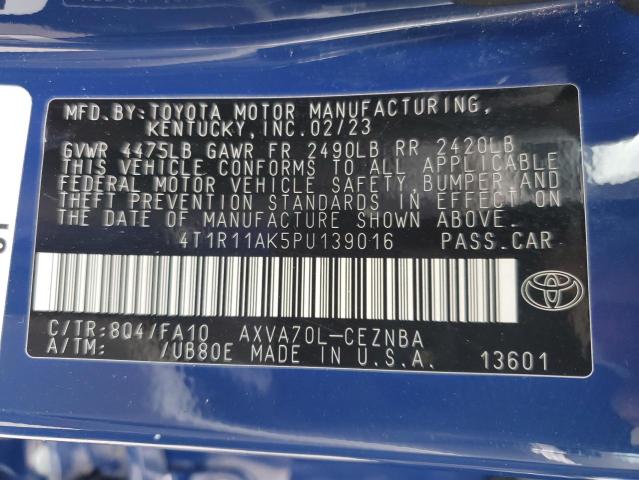 MFD.BY:TOYOTA MOTOR MANUFACTURING,
KENTUCKY,INC.02/23
GVWR 4475LB GAWR FR 2490LB RR 2420LB
THIS VEHICLE CONFORMS TO ALL APPLICABLE
FEDERAL MOTOR VEHICLE SAFETY,BUMPER,AND
THEFT PREVENTION STANDARDS IN EFFECT ON
THE DATE OF MANUFACTURE SHOWN ABOVE.
4T1R11AK5PU139016 PASS.CAR
C/TR:8Q4/FA10 AXVA70L-CEZNBA
A/TM: /UB80E MADE IN U.S.A. 13601